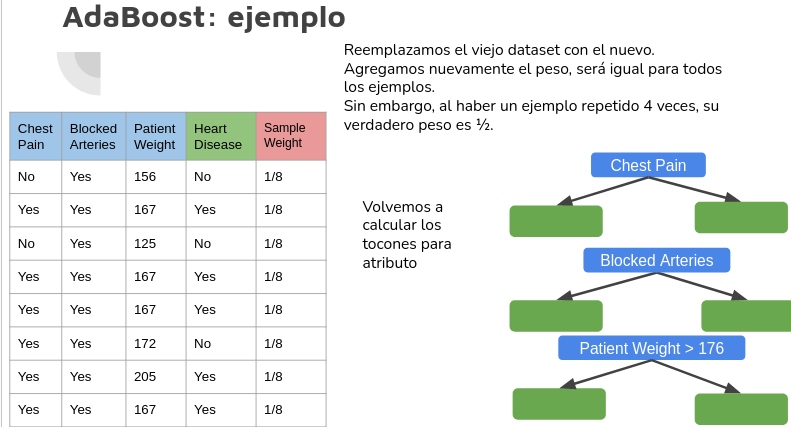 AdaBoost: ejemplo
Reemplazamos el viejo dataset con el nuevo.
Agregamos nuevamente el peso, será igual para todos
los ejemplos.
Sin embargo, al haber un ejemplo repetido 4 veces, su
verdadero peso es ½.
Chest Pain Blocked Arteries Patient Weight Heart Disease Sample Weight
No Yes 156 No 1/8
Yes Yes 167 Yes 1/8
No Yes 125 No 1/8
Yes Yes 167 Yes 1/8
Yes Yes 167 Yes 1/8
Yes Yes 172 No 1/8
Yes Yes 205 Yes 1/8
Yes Yes 167 Yes 1/8
Volvemos a
calcular los
tocones para
atributo
Chest Pain
Blocked Arteries
Patient Weight > 176